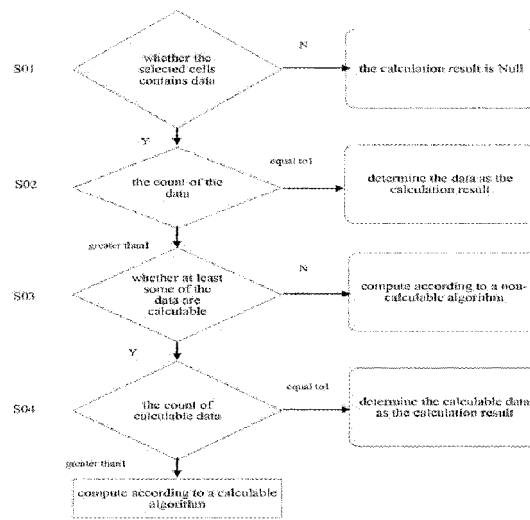 S01
whether the
selected cells
contains data
N
the calculation result is Null
Y
S02
the count of the
data
equal to1
determine the data as the
calculation result
greater than1
S03
whether at least
some of the
data are
calculable
N
compute according to a non-
calculable algorithm
Y
S04
the count of
calculable data
equal to1
determine the calculable data
as the calculation result
greater than1
compute according to a calculable
algorithm